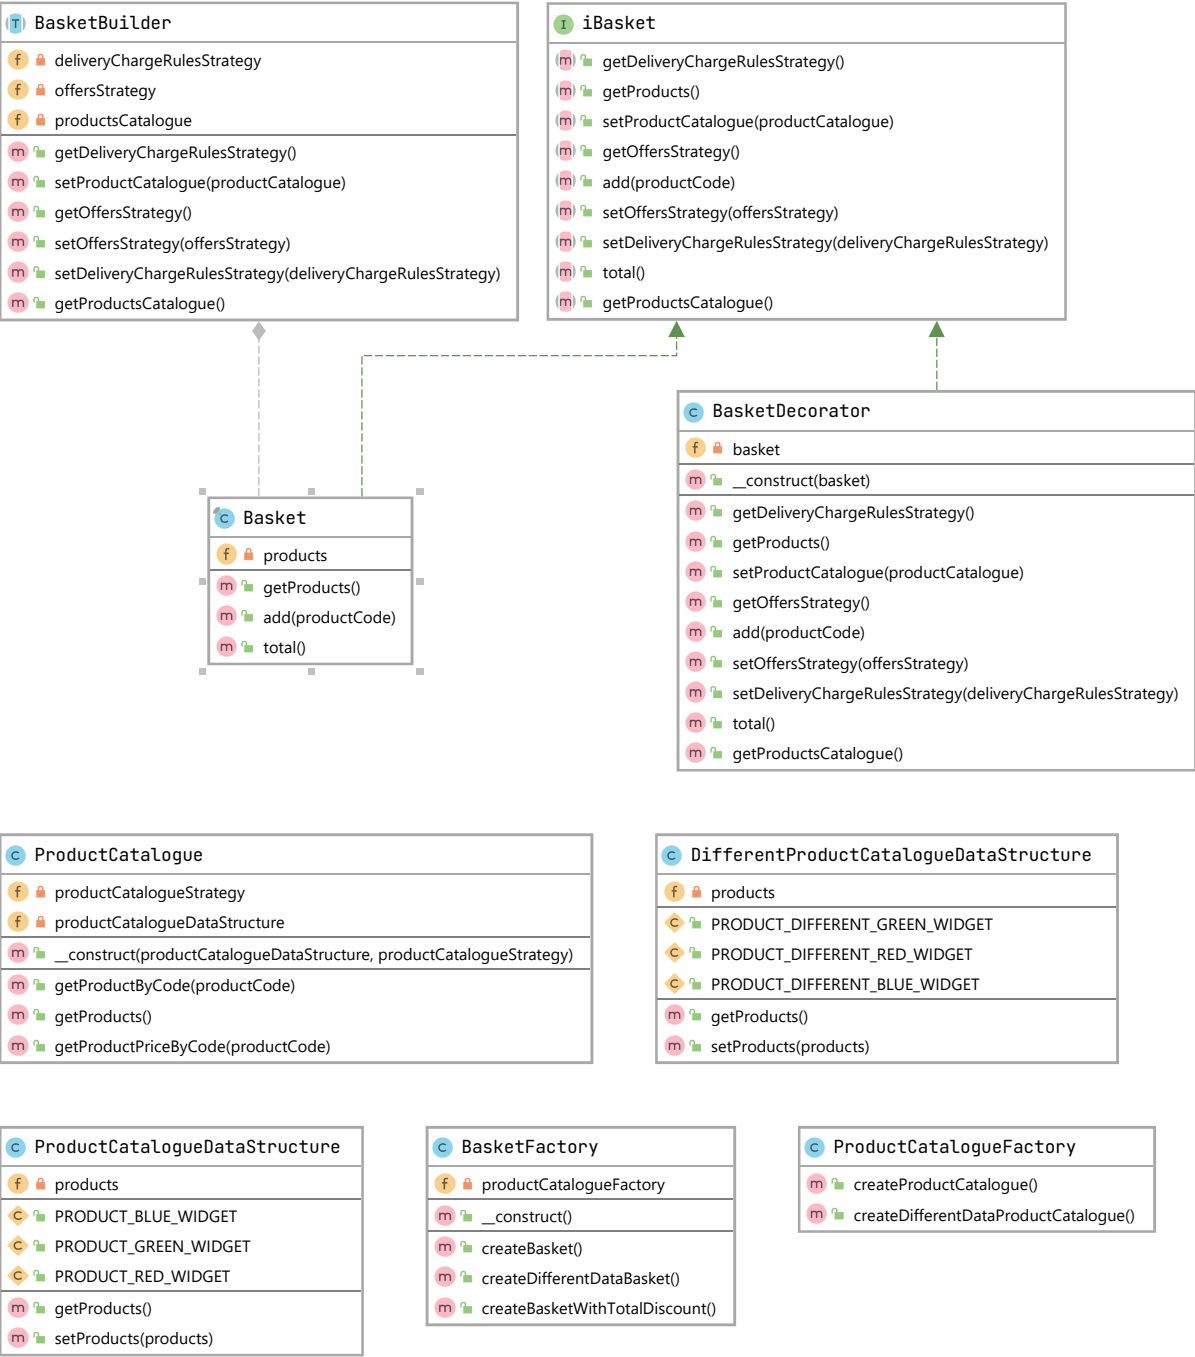 BasketBuilder
deliveryChargeRulesStrategy
offersStrategy
productsCatalogue
getDeliveryChargeRulesStrategy()
setProductCatalogue(productCatalogue)
getOffersStrategy()
setOffersStrategy(offersStrategy)
setDeliveryChargeRulesStrategy(deliveryChargeRulesStrategy)
getProductsCatalogue()
iBasket
getDeliveryChargeRulesStrategy()
getProducts()
setProductCatalogue(productCatalogue)
getOffersStrategy()
add(productCode)
setOffersStrategy(offersStrategy)
setDeliveryChargeRulesStrategy(deliveryChargeRulesStrategy)
total()
getProductsCatalogue()
Basket
products
getProducts()
add(productCode)
total()
BasketDecorator
basket
__construct(basket)
getDeliveryChargeRulesStrategy()
getProducts()
setProductCatalogue(productCatalogue)
getOffersStrategy()
add(productCode)
setOffersStrategy(offersStrategy)
setDeliveryChargeRulesStrategy(deliveryChargeRulesStrategy)
total()
getProductsCatalogue()
ProductCatalogue
productCatalogueStrategy
productCatalogueDataStructure
__construct(productCatalogueDataStructure, productCatalogueStrategy)
getProductByCode(productCode)
getProducts()
getProductPriceByCode(productCode)
DifferentProductCatalogueDataStructure
products
PRODUCT_DIFFERENT_GREEN_WIDGET
PRODUCT_DIFFERENT_RED_WIDGET
PRODUCT_DIFFERENT_BLUE_WIDGET
getProducts()
setProducts(products)
ProductCatalogueDataStructure
products
PRODUCT_BLUE_WIDGET
PRODUCT_GREEN_WIDGET
PRODUCT_RED_WIDGET
getProducts()
setProducts(products)
BasketFactory
productCatalogueFactory
__construct()
createBasket()
createDifferentDataBasket()
createBasketWithTotalDiscount()
ProductCatalogueFactory
createProductCatalogue()
createDifferentDataProductCatalogue()